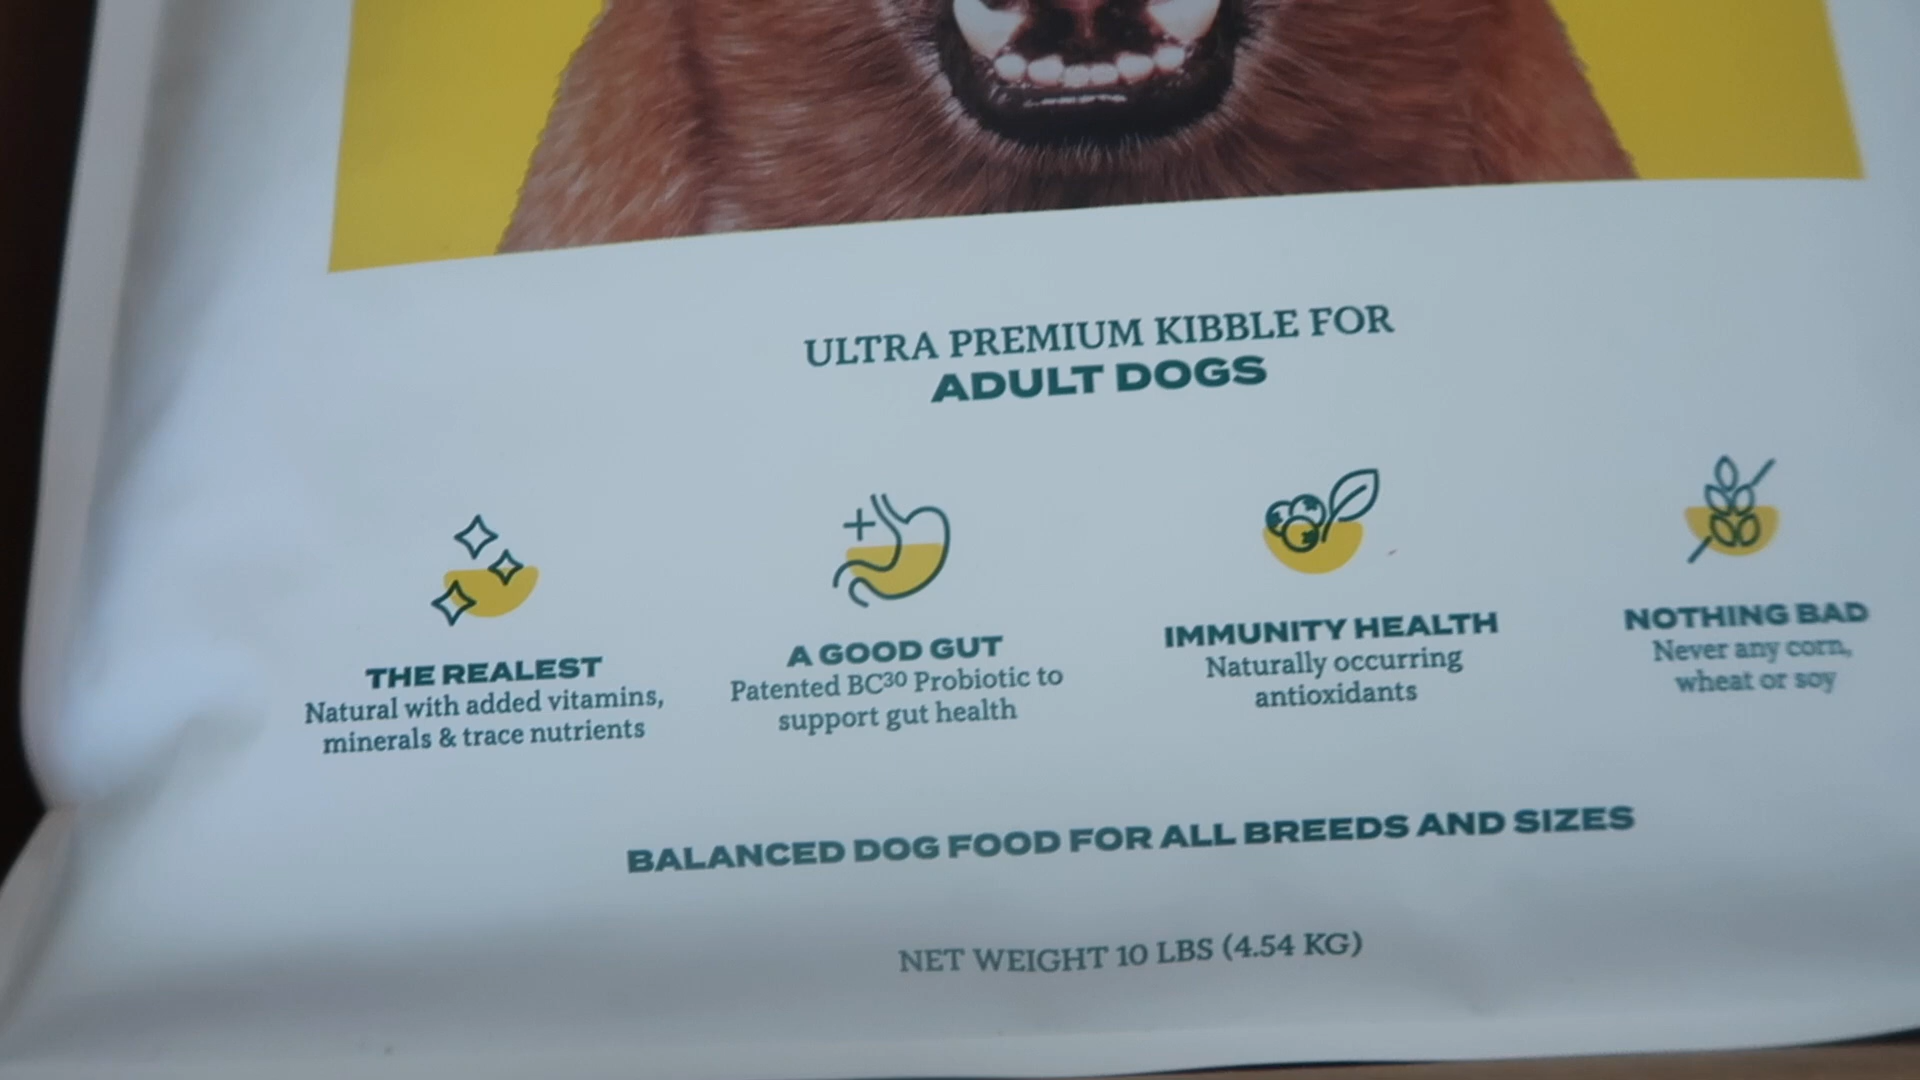 ULTRA PREMIUM KIBBLE FOR
ADULT DOGS
THE REALEST
Natural with added vitamins,
minerals & trace nutrients
A GOOD GUT
Patented BC³⁰ Probiotic to
support gut health
IMMUNITY HEALTH
Naturally occurring
antioxidants
NOTHING BAD
Never any corn,
wheat or soy
BALANCED DOG FOOD FOR ALL BREEDS AND SIZES
NET WEIGHT 10 LBS (4.54 KG)